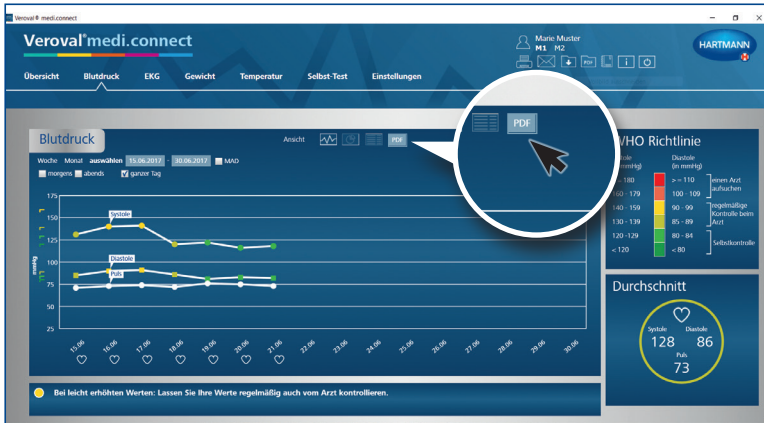 Veroval® medi.connect
Veroval® medi.connect
Marie Muster
M1 M2
PDF
HARTMANN
Übersicht Blutdruck EKG Gewicht Temperatur Selbst-Test Einstellungen
Blutdruck
Ansicht PDF
PDF
Woche Monat auswählen 15.06.2017 - 30.06.2017 MAD
morgens abends ganzer Tag
mmHg
175
150
125
100
75
50
25
Systole
Diastole
Puls
15.06 16.06 17.06 18.06 19.06 20.06 21.06 22.06 23.06 24.06 25.06 26.06 27.06 28.06 29.06 30.06
Bei leicht erhöhten Werten: Lassen Sie Ihre Werte regelmäßig auch vom Arzt kontrollieren.
WHO Richtlinie
Diastole
(in mmHg)
180 >= 110 einen Arzt
160 - 179 100 - 109 aufsuchen
140 - 159 90 - 99 regelmäßige
130 - 139 85 - 89 Kontrolle beim Arzt
120 -129 80 - 84 Selbstkontrolle
< 120 < 80
Durchschnitt
Systole Diastole
128 86
Puls
73